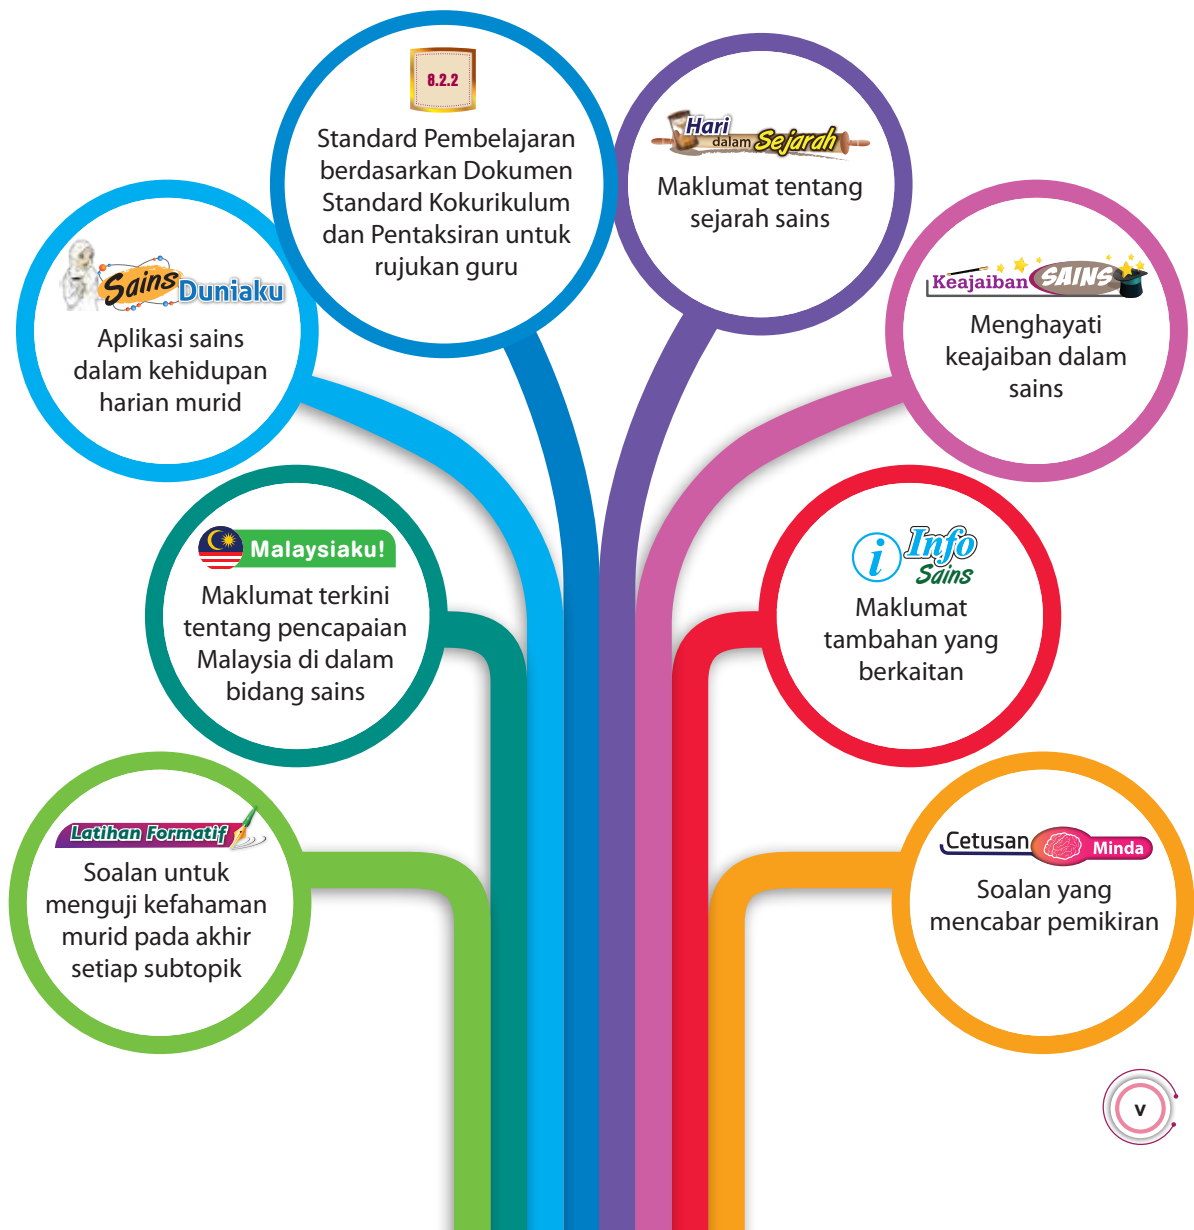 8.2.2
Standard Pembelajaran
berdasarkan Dokumen
Standard Kokurikulum
dan Pentaksiran untuk
rujukan guru
Hari
dalam Sejarah
Maklumat tentang
sejarah sains
Sains Duniaku
Aplikasi sains
dalam kehidupan
harian murid
Keajaiban SAINS
Menghayati
keajaiban dalam
sains
Malaysiaku!
Maklumat terkini
tentang pencapaian
Malaysia di dalam
bidang sains
i Info
Sains
Maklumat
tambahan yang
berkaitan
Latihan Formatif
Soalan untuk
menguji kefahaman
murid pada akhir
setiap subtopik
Cetusan Minda
Soalan yang
mencabar pemikiran
v